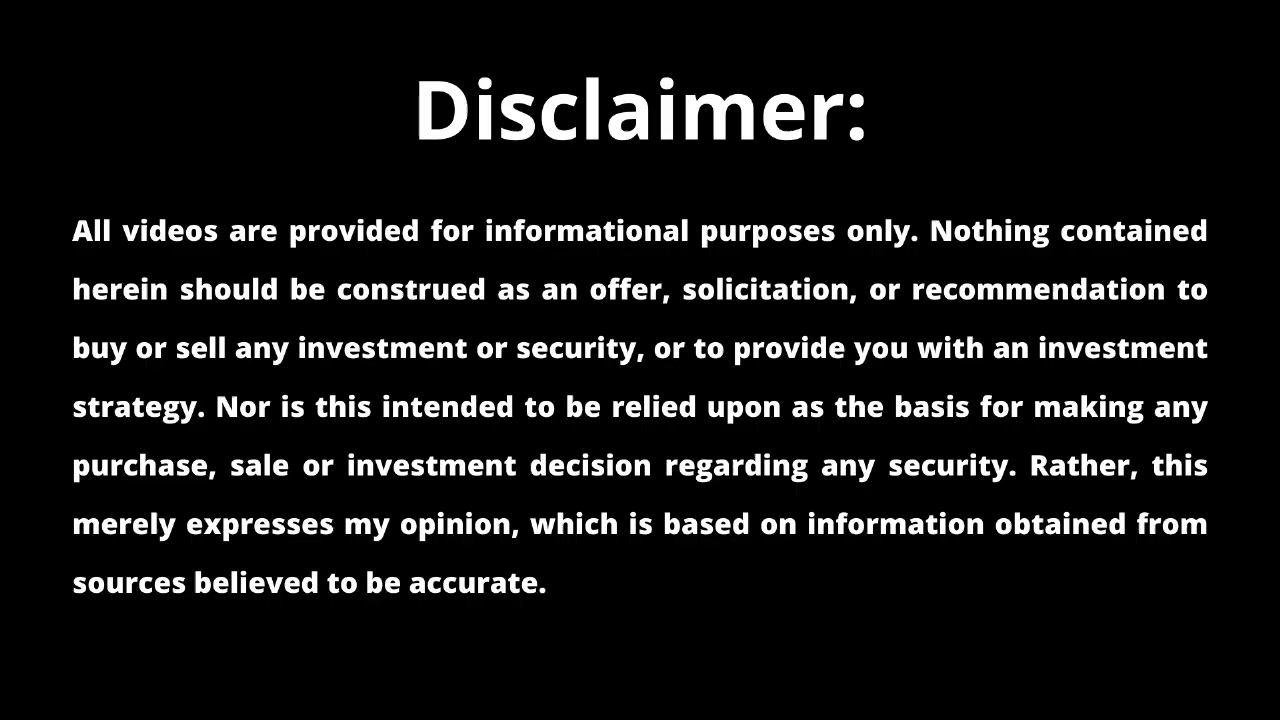 Disclaimer:
All videos are provided for informational purposes only. Nothing contained
herein should be construed as an offer, solicitation, or recommendation to
buy or sell any investment or security, or to provide you with an investment
strategy. Nor is this intended to be relied upon as the basis for making any
purchase, sale or investment decision regarding any security. Rather, this
merely expresses my opinion, which is based on information obtained from
sources believed to be accurate.